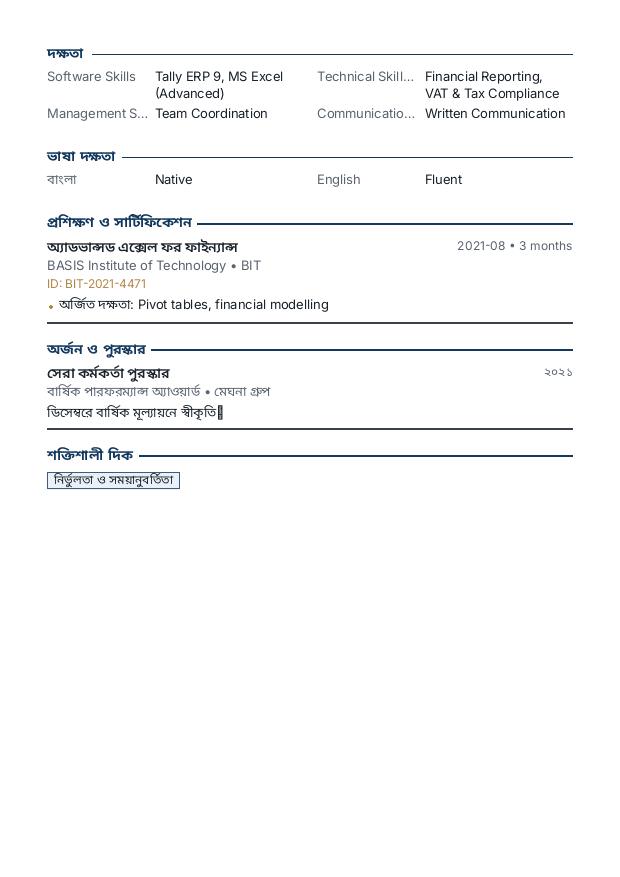 দক্ষতা
Software Skills Tally ERP 9, MS Excel (Advanced) Technical Skill... Financial Reporting, VAT & Tax Compliance
Management S... Team Coordination Communicatio... Written Communication
ভাষা দক্ষতা
বাংলা Native English Fluent
প্রশিক্ষণ ও সার্টিফিকেশন
অ্যাডভান্সড এক্সেল ফর ফাইন্যান্স 2021-08 • 3 months
BASIS Institute of Technology • BIT
ID: BIT-2021-4471
• অর্জিত দক্ষতা: Pivot tables, financial modelling
অর্জন ও পুরস্কার
সেরা কর্মকর্তা পুরস্কার ২০২১
বার্ষিক পারফরম্যান্স অ্যাওয়ার্ড • মেঘনা গ্রুপ
ডিসেম্বরে বার্ষিক মূল্যায়নে স্বীকৃতি
শক্তিশালী দিক
নির্ভুলতা ও সময়ানুবর্তিতা